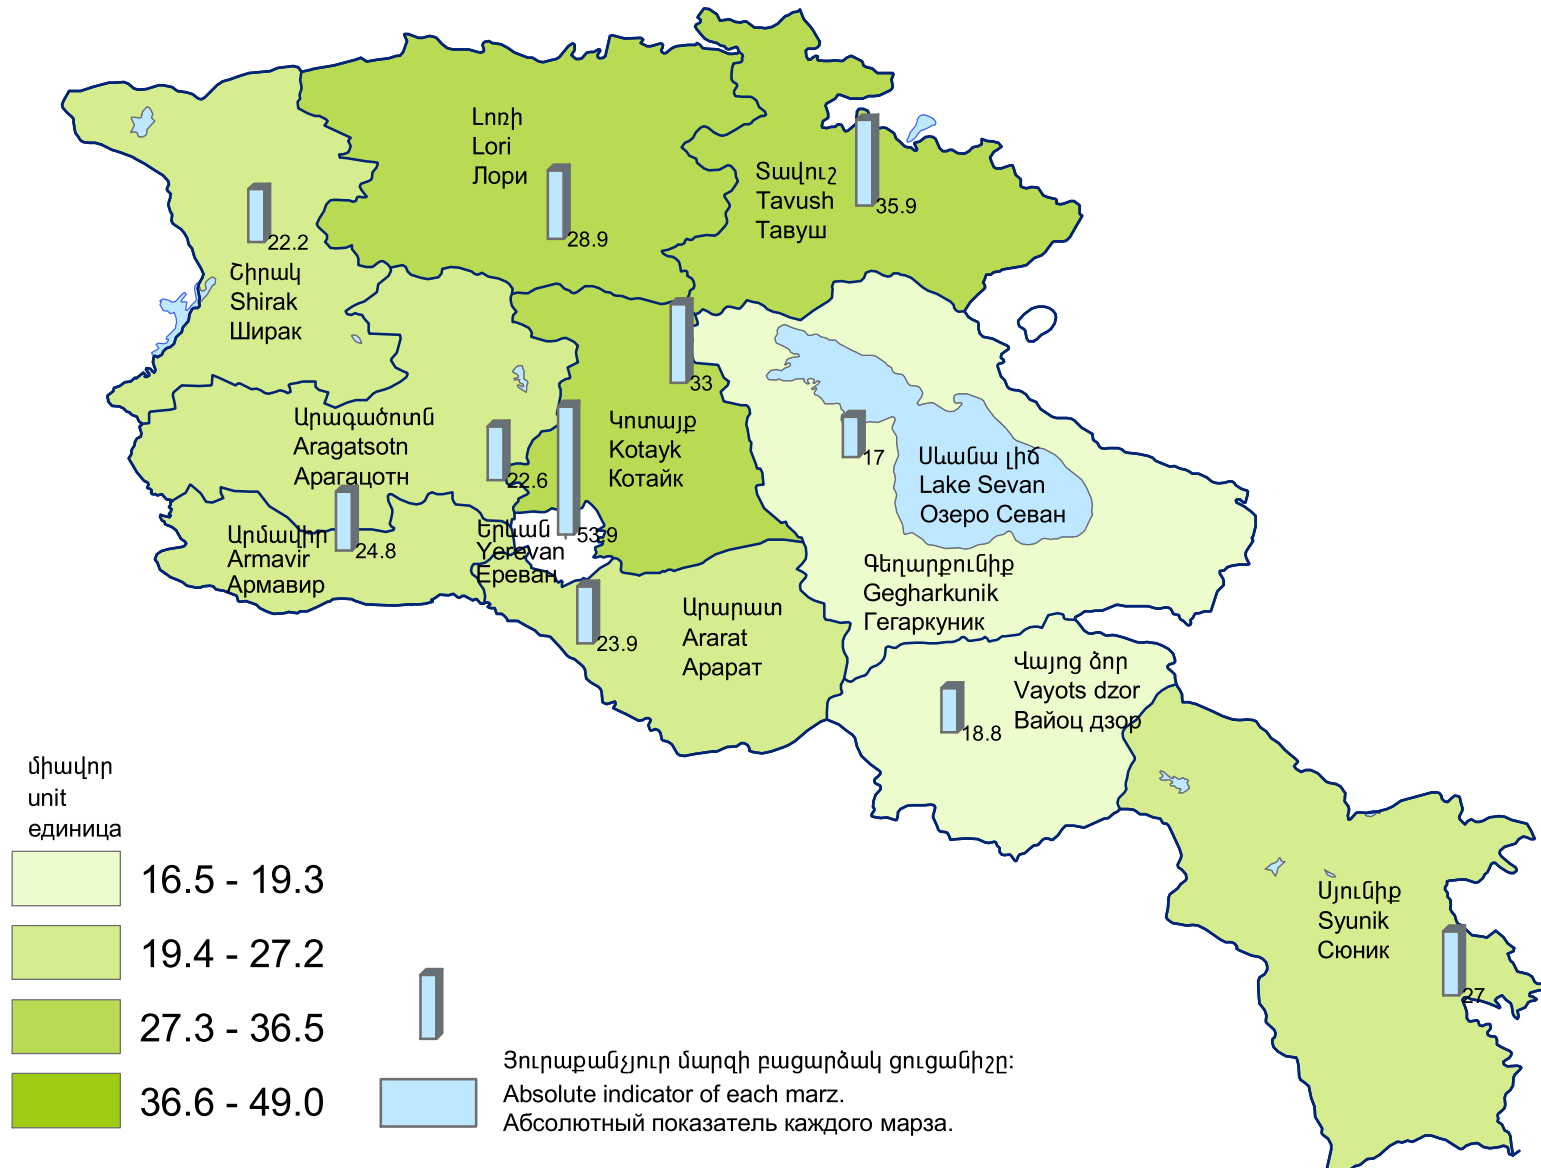 Լոռի
Lori
Лори
28.9
Տավուշ
Tavush
Тавуш
35.9
22.2
Շիրակ
Shirak
Ширак
33
Արագածոտն
Aragatsotn
Арагацотн
22.6
Կոտայք
Kotayk
Котайк
17
Սևանա լիճ
Lake Sevan
Озеро Севан
Արմավիր
Armavir
Армавир
24.8
Երևան
Yerevan
Ереван
53.9
Գեղարքունիք
Gegharkunik
Гегаркуник
23.9
Արարատ
Ararat
Арарат
Վայոց ձոր
Vayots dzor
Вайоц дзор
18.8
Սյունիք
Syunik
Сюник
27
միավոր
unit
единица
16.5 - 19.3
19.4 - 27.2
27.3 - 36.5
36.6 - 49.0
Յուրաքանչյուր մարզի բացարձակ ցուցանիշը:
Absolute indicator of each marz.
Абсолютный показатель каждого марза.